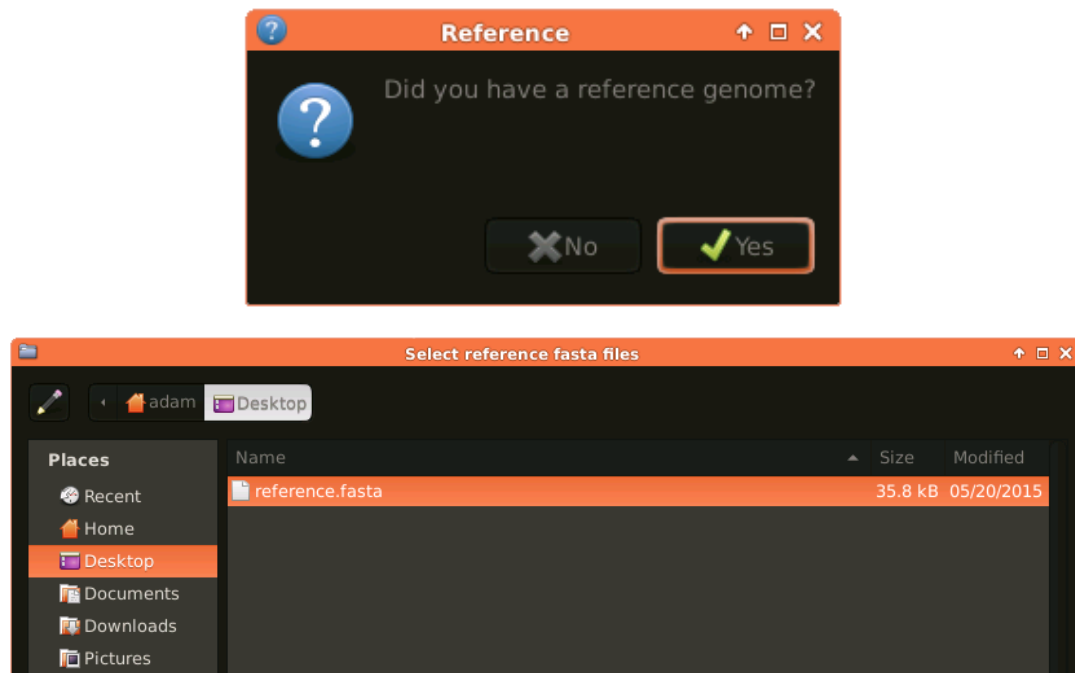 Reference
Did you have a reference genome?
No Yes
Select reference fasta files
adam Desktop
Places Name Size Modified
Recent reference.fasta 35.8 kB 05/20/2015
Home
Desktop
Documents
Downloads
Pictures